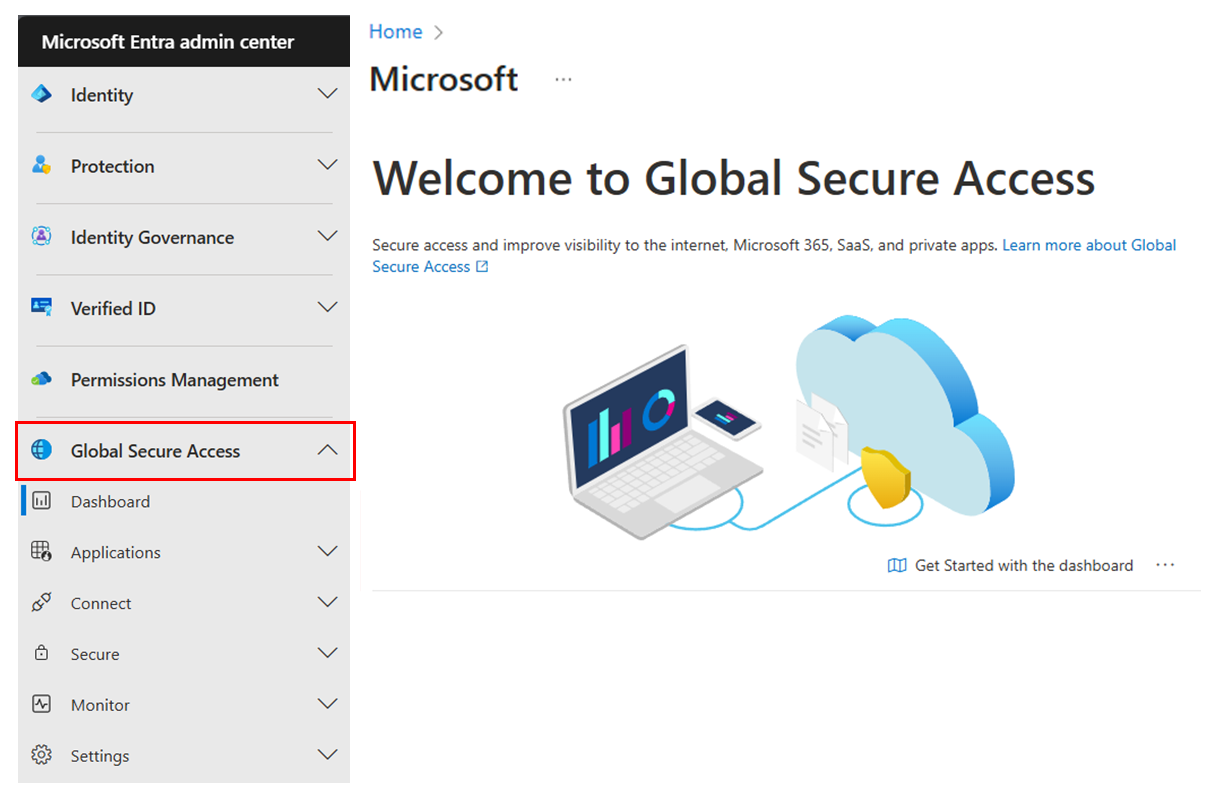 Microsoft Entra admin center
Identity
Protection
Identity Governance
Verified ID
Permissions Management
Global Secure Access
Dashboard
Applications
Connect
Secure
Monitor
Settings
Home
Microsoft
Welcome to Global Secure Access
Secure access and improve visibility to the internet, Microsoft 365, SaaS, and private apps. Learn more about Global
Secure Access
Get Started with the dashboard